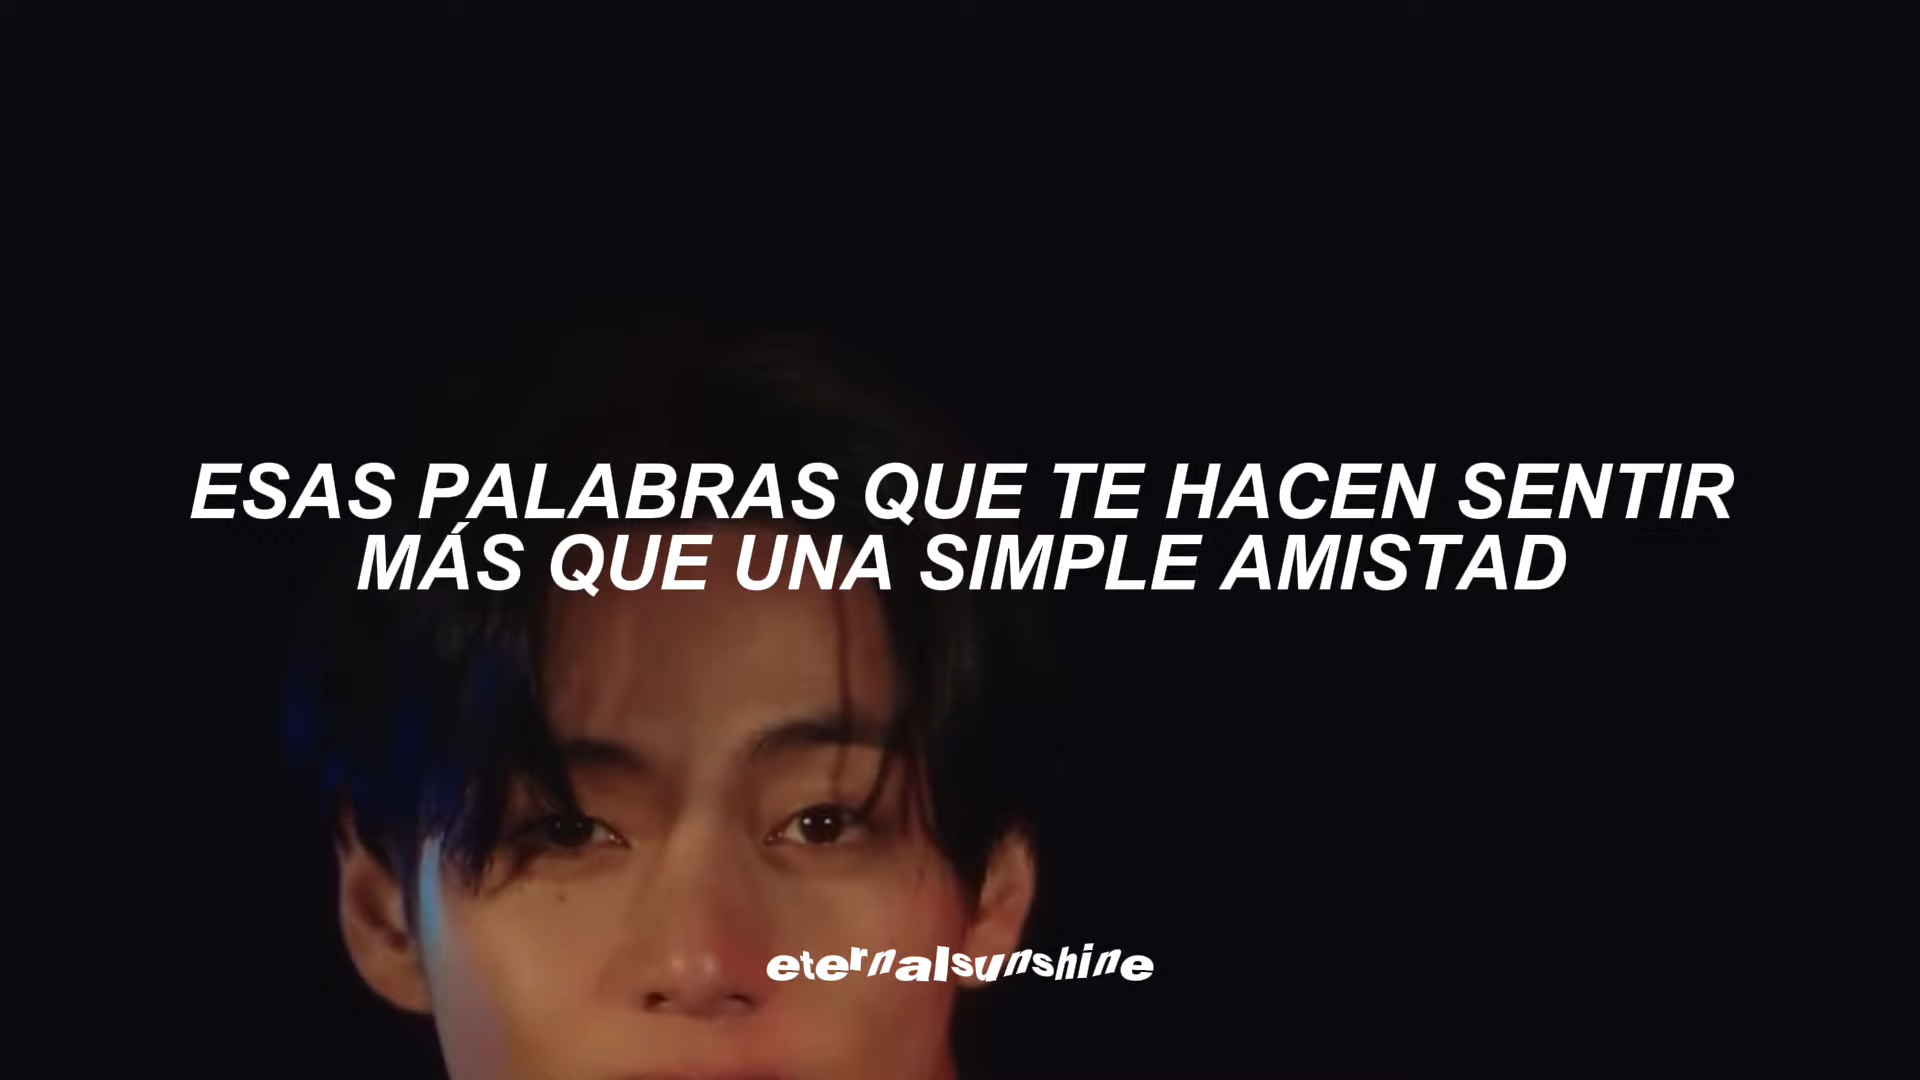 ESAS PALABRAS QUE TE HACEN SENTIR
MÁS QUE UNA SIMPLE AMISTAD
eternalsunshine